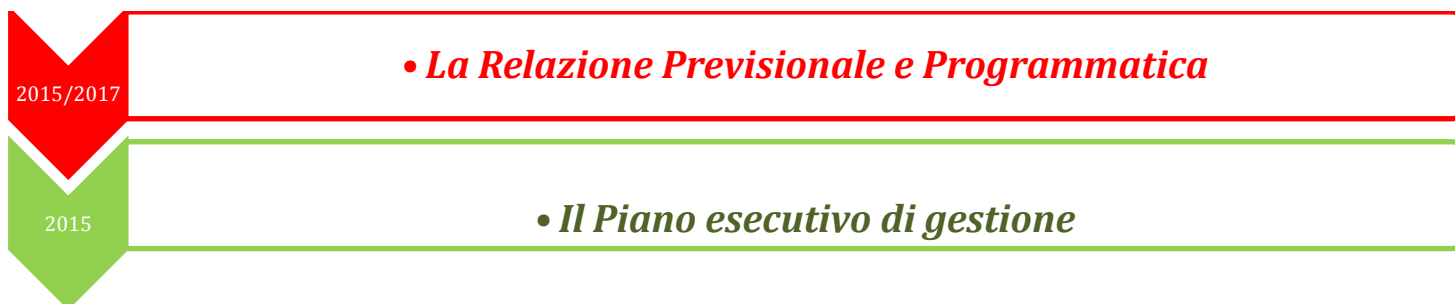 2015/2017
• La Relazione Previsionale e Programmatica
2015
• Il Piano esecutivo di gestione